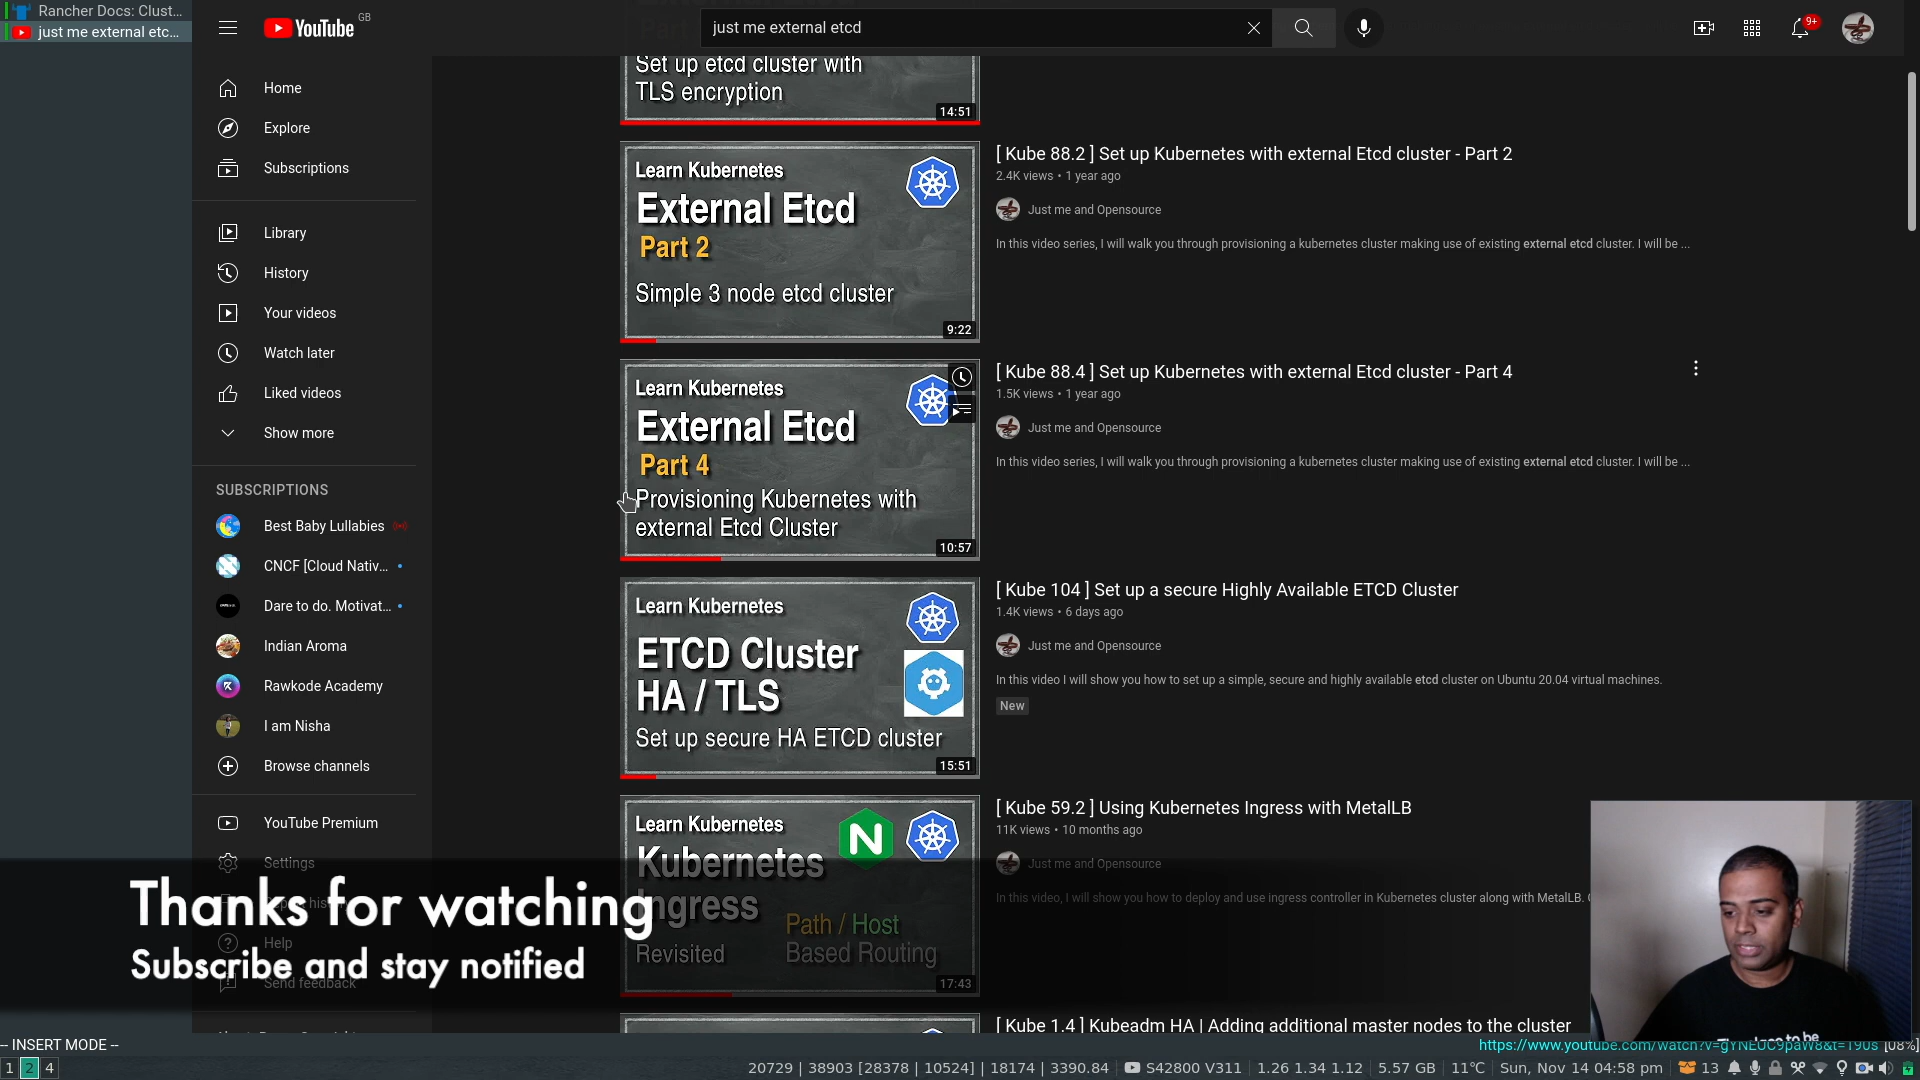 Rancher Docs: Clust...
just me external etc...
YouTube GB
just me external etcd
9+
Home
Explore
Subscriptions
Library
History
Your videos
Watch later
Liked videos
Show more
SUBSCRIPTIONS
Best Baby Lullabies
CNCF [Cloud Nativ...
Dare to do. Motivat...
Indian Aroma
Rawkode Academy
I am Nisha
Browse channels
YouTube Premium
Settings
Help
Send feedback
Set up etcd cluster with
TLS encryption
14:51
Learn Kubernetes
External Etcd
Part 2
Simple 3 node etcd cluster
9:22
[ Kube 88.2 ] Set up Kubernetes with external Etcd cluster - Part 2
2.4K views • 1 year ago
Just me and Opensource
In this video series, I will walk you through provisioning a kubernetes cluster making use of existing external etcd cluster. I will be ...
Learn Kubernetes
External Etcd
Part 4
Provisioning Kubernetes with
external Etcd Cluster
10:57
[ Kube 88.4 ] Set up Kubernetes with external Etcd cluster - Part 4
1.5K views • 1 year ago
Just me and Opensource
In this video series, I will walk you through provisioning a kubernetes cluster making use of existing external etcd cluster. I will be ...
Learn Kubernetes
ETCD Cluster
HA / TLS
Set up secure HA ETCD cluster
15:51
[ Kube 104 ] Set up a secure Highly Available ETCD Cluster
1.4K views • 6 days ago
Just me and Opensource
In this video I will show you how to set up a simple, secure and highly available etcd cluster on Ubuntu 20.04 virtual machines.
New
Learn Kubernetes
N
Kubernetes
Ingress
Path / Host
Revisited
Based Routing
17:43
[ Kube 59.2 ] Using Kubernetes Ingress with MetalLB
11K views • 10 months ago
Just me and Opensource
In this video, I will show you how to deploy and use ingress controller in Kubernetes cluster along with MetalLB.
[ Kube 1.4 ] Kubeadm HA | Adding additional master nodes to the cluster
Thanks for watching
Subscribe and stay notified
-- INSERT MODE --
https://www.youtube.com/watch?v=gYNEUC9paW8&t=190s [08%]
1 2 4
20729 | 38903 [28378 | 10524] | 18174 | 3390.84 | S42800 V311 | 1.26 1.34 1.12 | 5.57 GB | 11°C | Sun, Nov 14 04:58 pm | 13